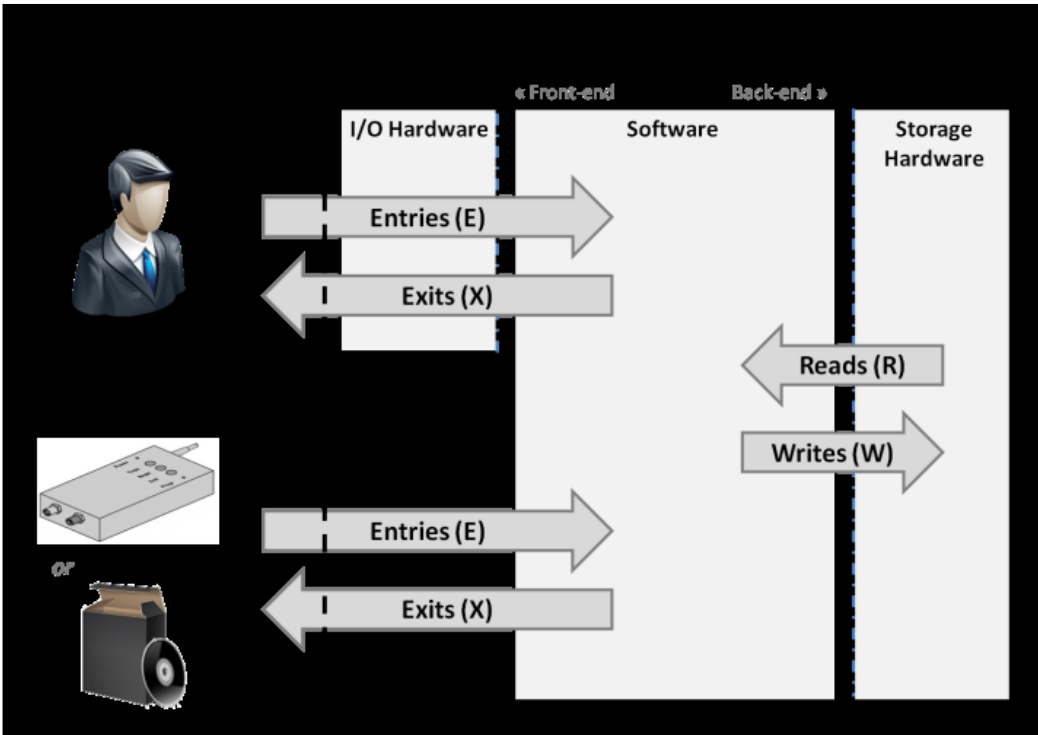 « Front-end
Back-end »
I/O Hardware
Software
Storage
Hardware
Entries (E)
Exits (X)
Reads (R)
Writes (W)
Entries (E)
or
Exits (X)